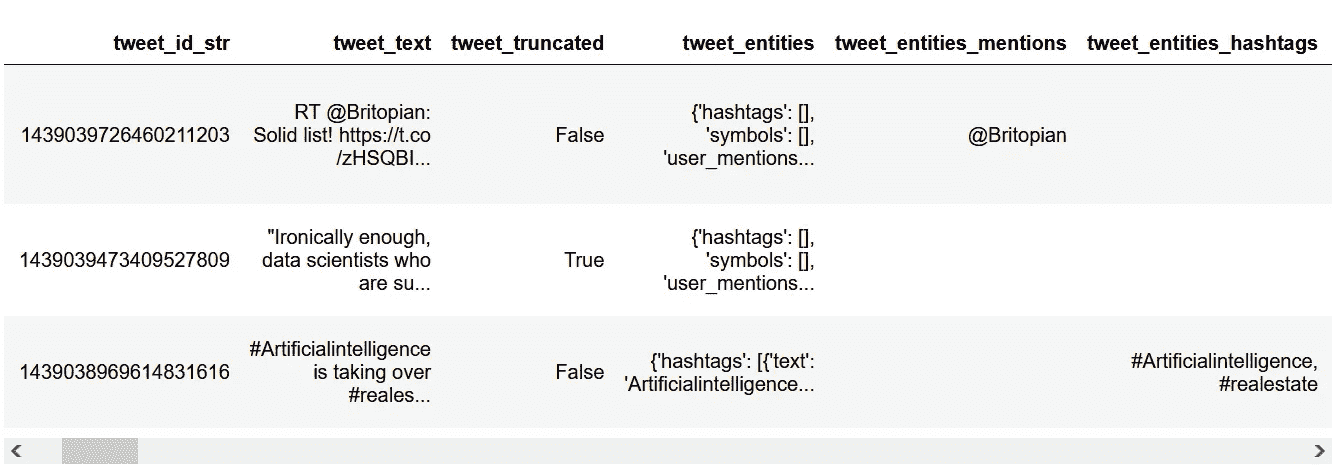 tweet_id_str tweet_text tweet_truncated tweet_entities tweet_entities_mentions tweet_entities_hashtags
RT @Britopian:
Solid list! https://t.co
/zHSQBI...
1439039726460211203
False
{'hashtags': [],
'symbols': [],
'user_mentions...
@Britopian
1439039473409527809
"Ironically enough,
data scientists who
are su...
True
{'hashtags': [],
'symbols': [],
'user_mentions...
1439038969614831616
#Artificialintelligence
is taking over
#reales...
False
{'hashtags': [{'text':
'Artificialintelligence...
#Artificialintelligence,
#realestate